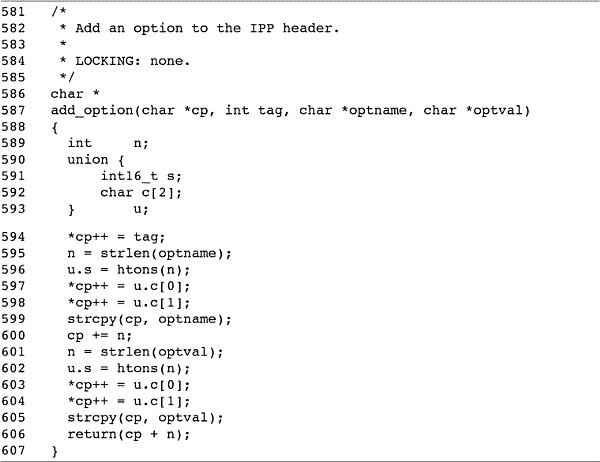 581 /*
582  * Add an option to the IPP header.
583  *
584  * LOCKING: none.
585  */
586 char *
587 add_option(char *cp, int tag, char *optname, char *optval)
588 {
589   int     n;
590   union {
591       int16_t s;
592       char c[2];
593   }       u;
594   *cp++ = tag;
595   n = strlen(optname);
596   u.s = htons(n);
597   *cp++ = u.c[0];
598   *cp++ = u.c[1];
599   strcpy(cp, optname);
600   cp += n;
601   n = strlen(optval);
602   u.s = htons(n);
603   *cp++ = u.c[0];
604   *cp++ = u.c[1];
605   strcpy(cp, optval);
606   return(cp + n);
607 }